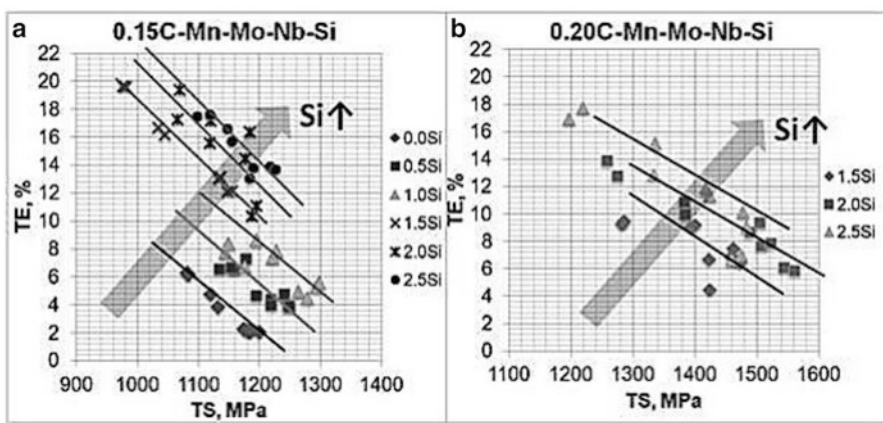 a
0.15C-Mn-Mo-Nb-Si
22
20
18
16
14
12
10
8
6
4
2
0
TE, %
Si↑
0.0Si
0.5Si
1.0Si
1.5Si
2.0Si
2.5Si
900 1000 1100 1200 1300 1400
TS, MPa
b
0.20C-Mn-Mo-Nb-Si
22
20
18
16
14
12
10
8
6
4
2
0
TE, %
Si↑
1.5Si
2.0Si
2.5Si
1100 1200 1300 1400 1500 1600
TS, MPa